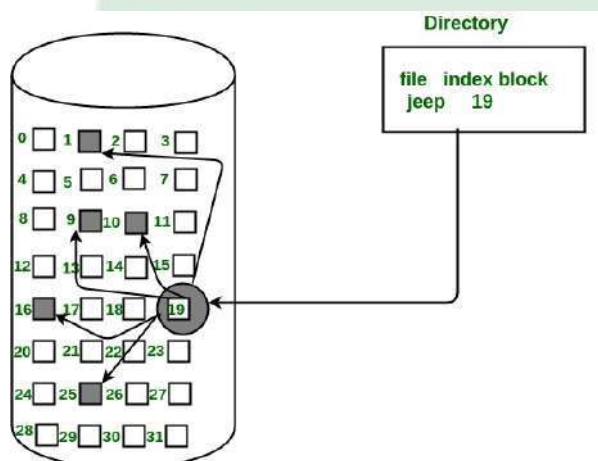 Directory
file index block
jeep 19
0 1 2 3
4 5 6 7
8 9 10 11
12 13 14 15
16 17 18 19
20 21 22 23
24 25 26 27
28 29 30 31